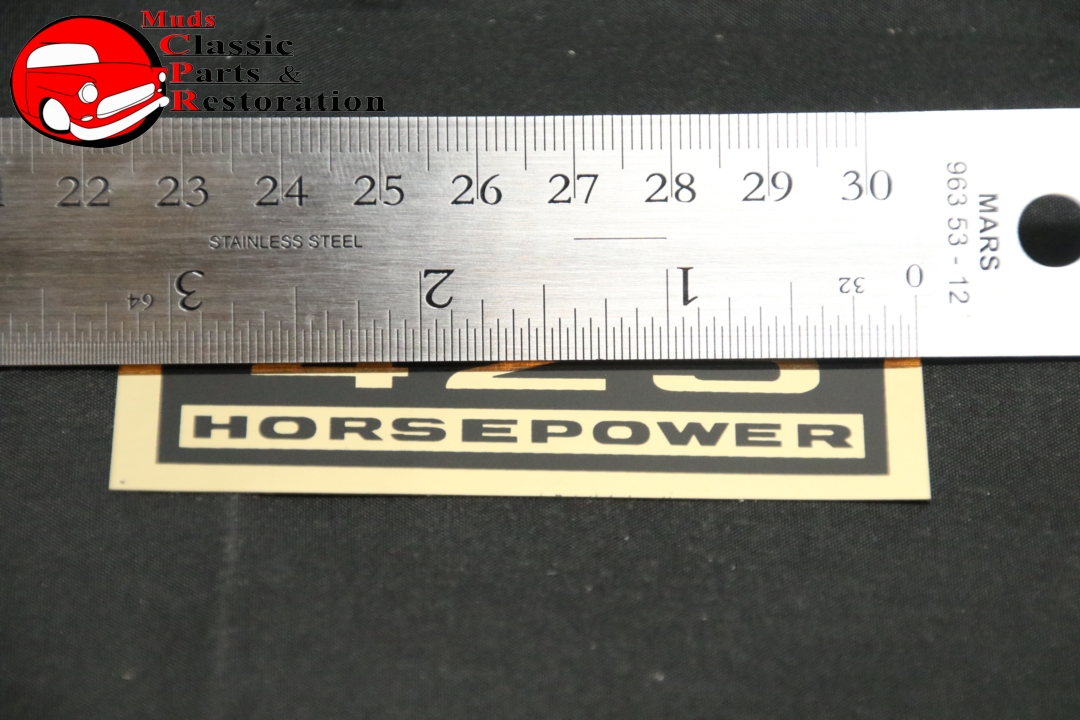 Muds
Classic
Parts &
Restoration
22 23 24 25 26 27 28 29 30
STAINLESS STEEL
MARS
963 53 - 12
64 3 2 1 32 0
HORSEPOWER